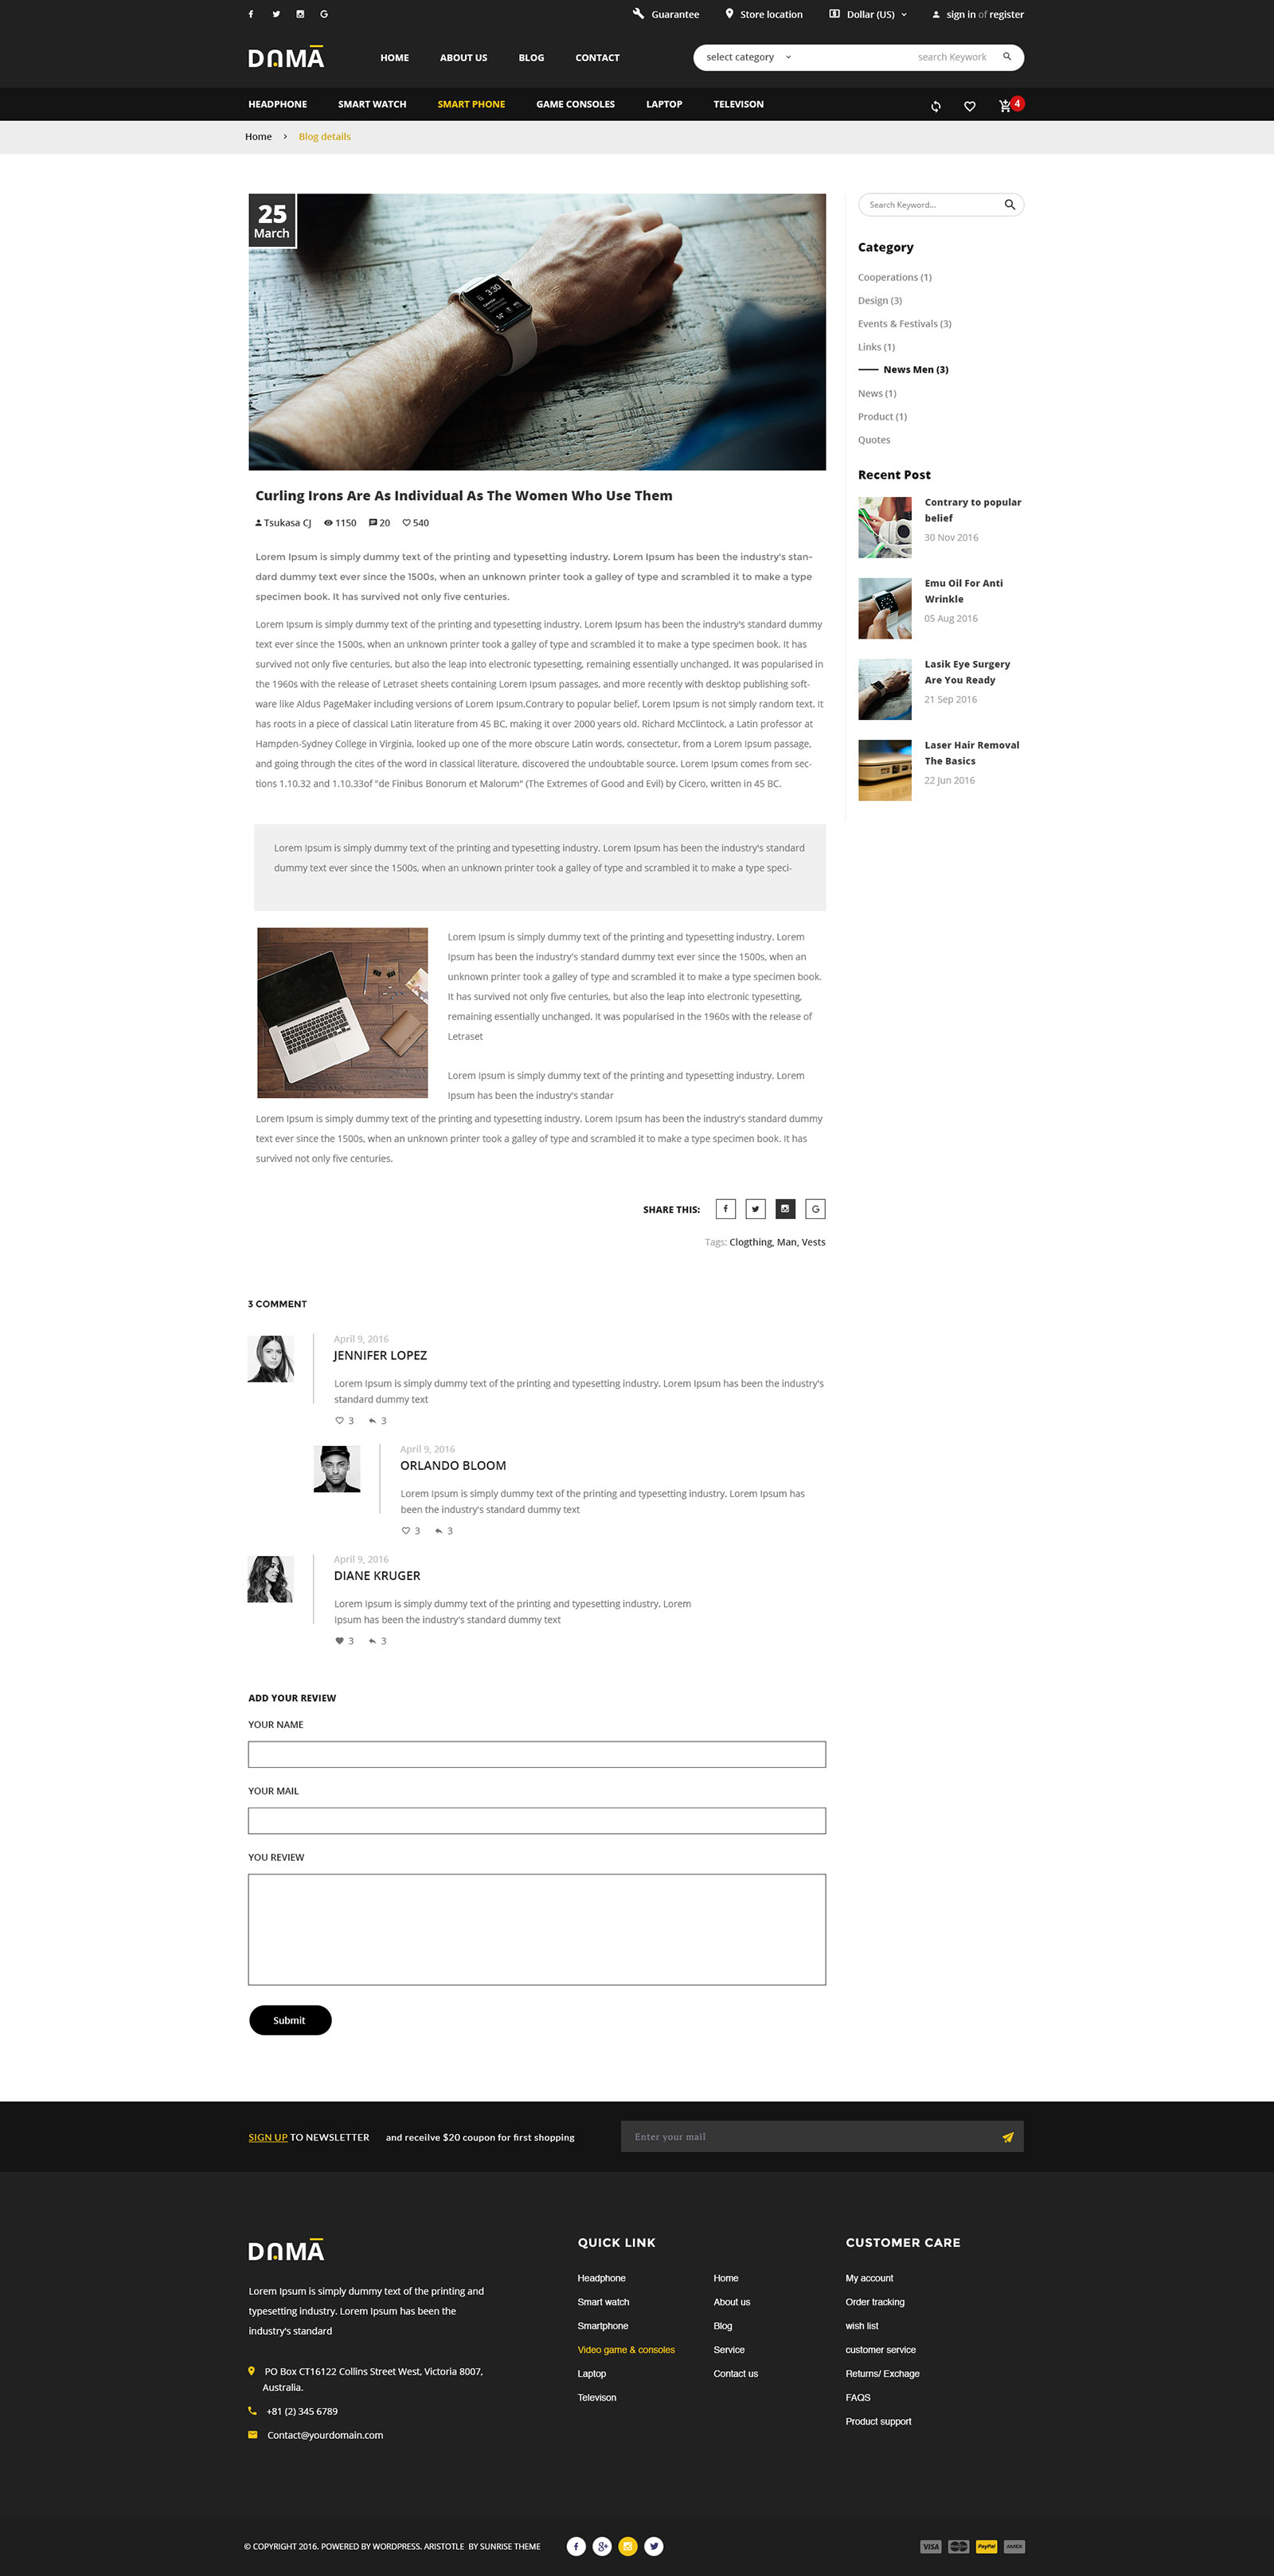 Guarantee Store location Dollar (US) sign in of register
DOMA HOME ABOUT US BLOG CONTACT select category search Keyword
HEADPHONE SMART WATCH SMART PHONE GAME CONSOLES LAPTOP TELEVISON 4
Home > Blog details
25
March
Curling Irons Are As Individual As The Women Who Use Them
Tsukasa CJ 1150 20 540
Lorem Ipsum is simply dummy text of the printing and typesetting industry. Lorem Ipsum has been the industry's stan-
dard dummy text ever since the 1500s, when an unknown printer took a galley of type and scrambled it to make a type
specimen book. It has survived not only five centuries.
Lorem Ipsum is simply dummy text of the printing and typesetting industry. Lorem Ipsum has been the industry's standard dummy
text ever since the 1500s, when an unknown printer took a galley of type and scrambled it to make a type specimen book. It has
survived not only five centuries, but also the leap into electronic typesetting, remaining essentially unchanged. It was popularised in
the 1960s with the release of Letraset sheets containing Lorem Ipsum passages, and more recently with desktop publishing soft-
ware like Aldus PageMaker including versions of Lorem Ipsum.Contrary to popular belief, Lorem Ipsum is not simply random text. It
has roots in a piece of classical Latin literature from 45 BC, making it over 2000 years old. Richard McClintock, a Latin professor at
Hampden-Sydney College in Virginia, looked up one of the more obscure Latin words, consectetur, from a Lorem Ipsum passage,
and going through the cites of the word in classical literature, discovered the undoubtable source. Lorem Ipsum comes from sec-
tions 1.10.32 and 1.10.33of "de Finibus Bonorum et Malorum" (The Extremes of Good and Evil) by Cicero, written in 45 BC.
Lorem Ipsum is simply dummy text of the printing and typesetting industry. Lorem Ipsum has been the industry's standard
dummy text ever since the 1500s, when an unknown printer took a galley of type and scrambled it to make a type speci-
Lorem Ipsum is simply dummy text of the printing and typesetting industry. Lorem
Ipsum has been the industry's standard dummy text ever since the 1500s, when an
unknown printer took a galley of type and scrambled it to make a type specimen book.
It has survived not only five centuries, but also the leap into electronic typesetting,
remaining essentially unchanged. It was popularised in the 1960s with the release of
Letraset
Lorem Ipsum is simply dummy text of the printing and typesetting industry. Lorem
Ipsum has been the industry's standar
Lorem Ipsum is simply dummy text of the printing and typesetting industry. Lorem Ipsum has been the industry's standard dummy
text ever since the 1500s, when an unknown printer took a galley of type and scrambled it to make a type specimen book. It has
survived not only five centuries.
SHARE THIS:
Tags: Clogthing, Man, Vests
Search Keyword...
Category
Cooperations (1)
Design (3)
Events & Festivals (3)
Links (1)
News Men (3)
News (1)
Product (1)
Quotes
Recent Post
Contrary to popular
belief
30 Nov 2016
Emu Oil For Anti
Wrinkle
05 Aug 2016
Lasik Eye Surgery
Are You Ready
21 Sep 2016
Laser Hair Removal
The Basics
22 Jun 2016
3 COMMENT
April 9, 2016
JENNIFER LOPEZ
Lorem Ipsum is simply dummy text of the printing and typesetting industry. Lorem Ipsum has been the industry's
standard dummy text
3 3
April 9, 2016
ORLANDO BLOOM
Lorem Ipsum is simply dummy text of the printing and typesetting industry. Lorem Ipsum has
been the industry's standard dummy text
3 3
April 9, 2016
DIANE KRUGER
Lorem Ipsum is simply dummy text of the printing and typesetting industry. Lorem
Ipsum has been the industry's standard dummy text
3 3
ADD YOUR REVIEW
YOUR NAME
YOUR MAIL
YOU REVIEW
Submit
SIGN UP TO NEWSLETTER and receilve $20 coupon for first shopping Enter your mail
DOMA
Lorem Ipsum is simply dummy text of the printing and
typesetting industry. Lorem Ipsum has been the
industry's standard
PO Box CT16122 Collins Street West, Victoria 8007,
Australia.
+81 (2) 345 6789
Contact@yourdomain.com
QUICK LINK
Headphone
Smart watch
Smartphone
Video game & consoles
Laptop
Televison
Home
About us
Blog
Service
Contact us
CUSTOMER CARE
My account
Order tracking
wish list
customer service
Returns/ Exchage
FAQS
Product support
© COPYRIGHT 2016. POWERED BY WORDPRESS. ARISTOTLE BY SUNRISE THEME
VISA PayPal AMEX